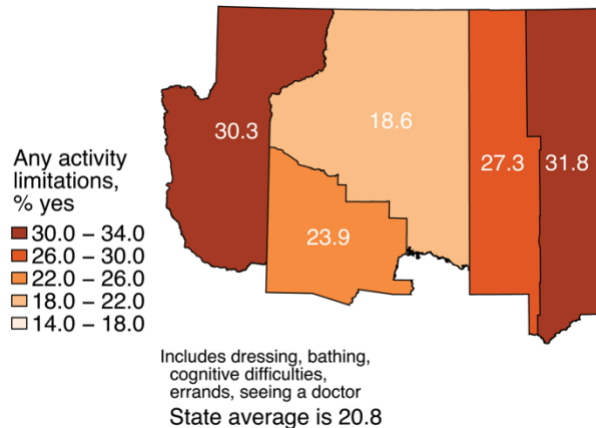 30.3
18.6
27.3
31.8
23.9
Any activity
limitations,
% yes
30.0 – 34.0
26.0 – 30.0
22.0 – 26.0
18.0 – 22.0
14.0 – 18.0
Includes dressing, bathing,
cognitive difficulties,
errands, seeing a doctor
State average is 20.8